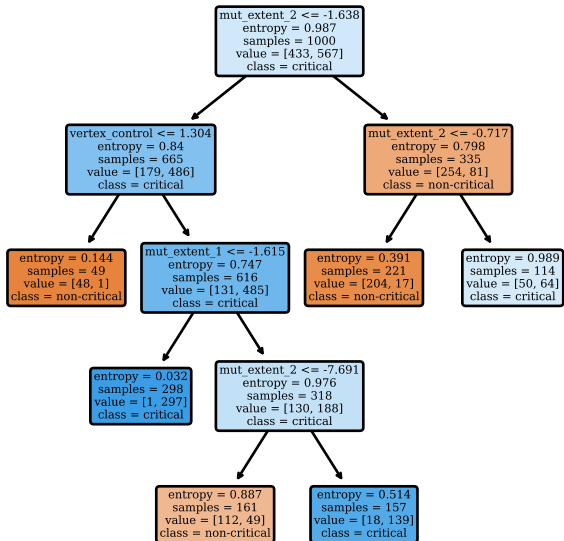 mut_extent_2 <= -1.638
entropy = 0.987
samples = 1000
value = [433, 567]
class = critical
vertex_control <= 1.304
entropy = 0.84
samples = 665
value = [179, 486]
class = critical
mut_extent_2 <= -0.717
entropy = 0.798
samples = 335
value = [254, 81]
class = non-critical
entropy = 0.144
samples = 49
value = [48, 1]
class = non-critical
mut_extent_1 <= -1.615
entropy = 0.747
samples = 616
value = [131, 485]
class = critical
entropy = 0.391
samples = 221
value = [204, 17]
class = non-critical
entropy = 0.989
samples = 114
value = [50, 64]
class = critical
entropy = 0.032
samples = 298
value = [1, 297]
class = critical
mut_extent_2 <= -7.691
entropy = 0.976
samples = 318
value = [130, 188]
class = critical
entropy = 0.887
samples = 161
value = [112, 49]
class = non-critical
entropy = 0.514
samples = 157
value = [18, 139]
class = critical